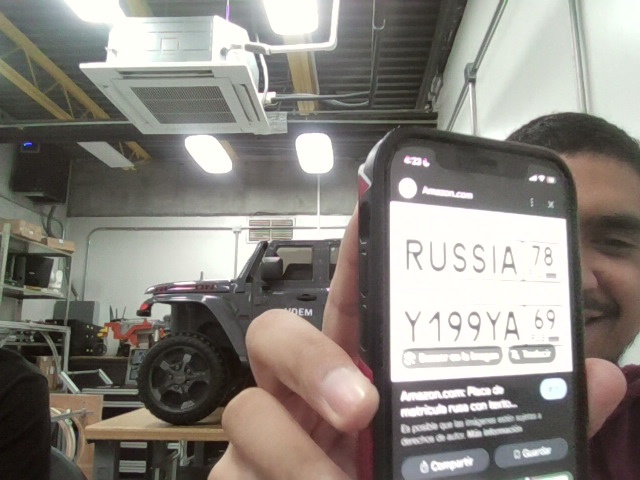 4:23
Amazon.com
RUSSIA 78
Y199YA 69
Buscar en la imagen
Amazon.com: Placa de
matrícula rusa con texto...
Es posible que las imágenes estén sujetas a
derechos de autor. Más información
Compartir
Guardar